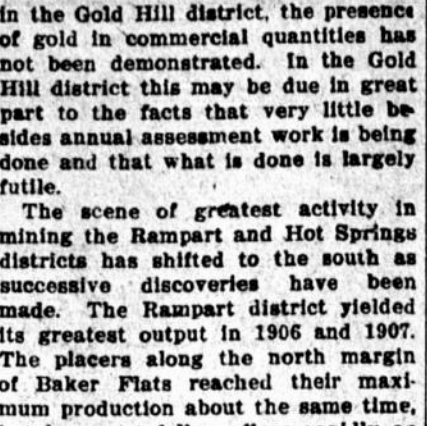 in the Gold Hill district, the presence
of gold in commercial quantities has
not been demonstrated. In the Gold
Hill district this may be due in great
part to the facts that very little be-
sides annual assessment work is being
done and that what is done is largely
futile.
The scene of greatest activity in
mining the Rampart and Hot Springs
districts has shifted to the south as
successive discoveries have been
made. The Rampart district yielded
its greatest output in 1906 and 1907.
The placers along the north margin
of Baker Flats reached their maxi-
mum production about the same time,